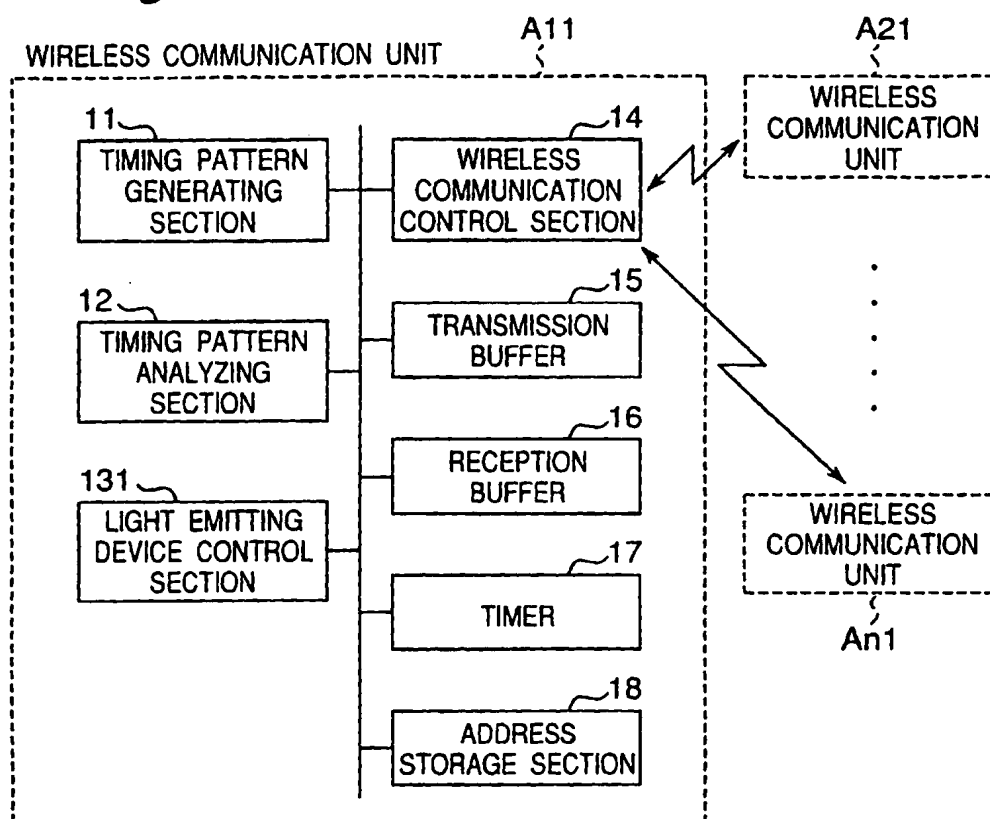 A11
A21
WIRELESS COMMUNICATION UNIT
11
TIMING PATTERN
GENERATING
SECTION
14
WIRELESS
COMMUNICATION
CONTROL SECTION
WIRELESS
COMMUNICATION
UNIT
12
TIMING PATTERN
ANALYZING
SECTION
15
TRANSMISSION
BUFFER
16
RECEPTION
BUFFER
131
LIGHT EMITTING
DEVICE CONTROL
SECTION
WIRELESS
COMMUNICATION
UNIT
An1
17
TIMER
18
ADDRESS
STORAGE SECTION